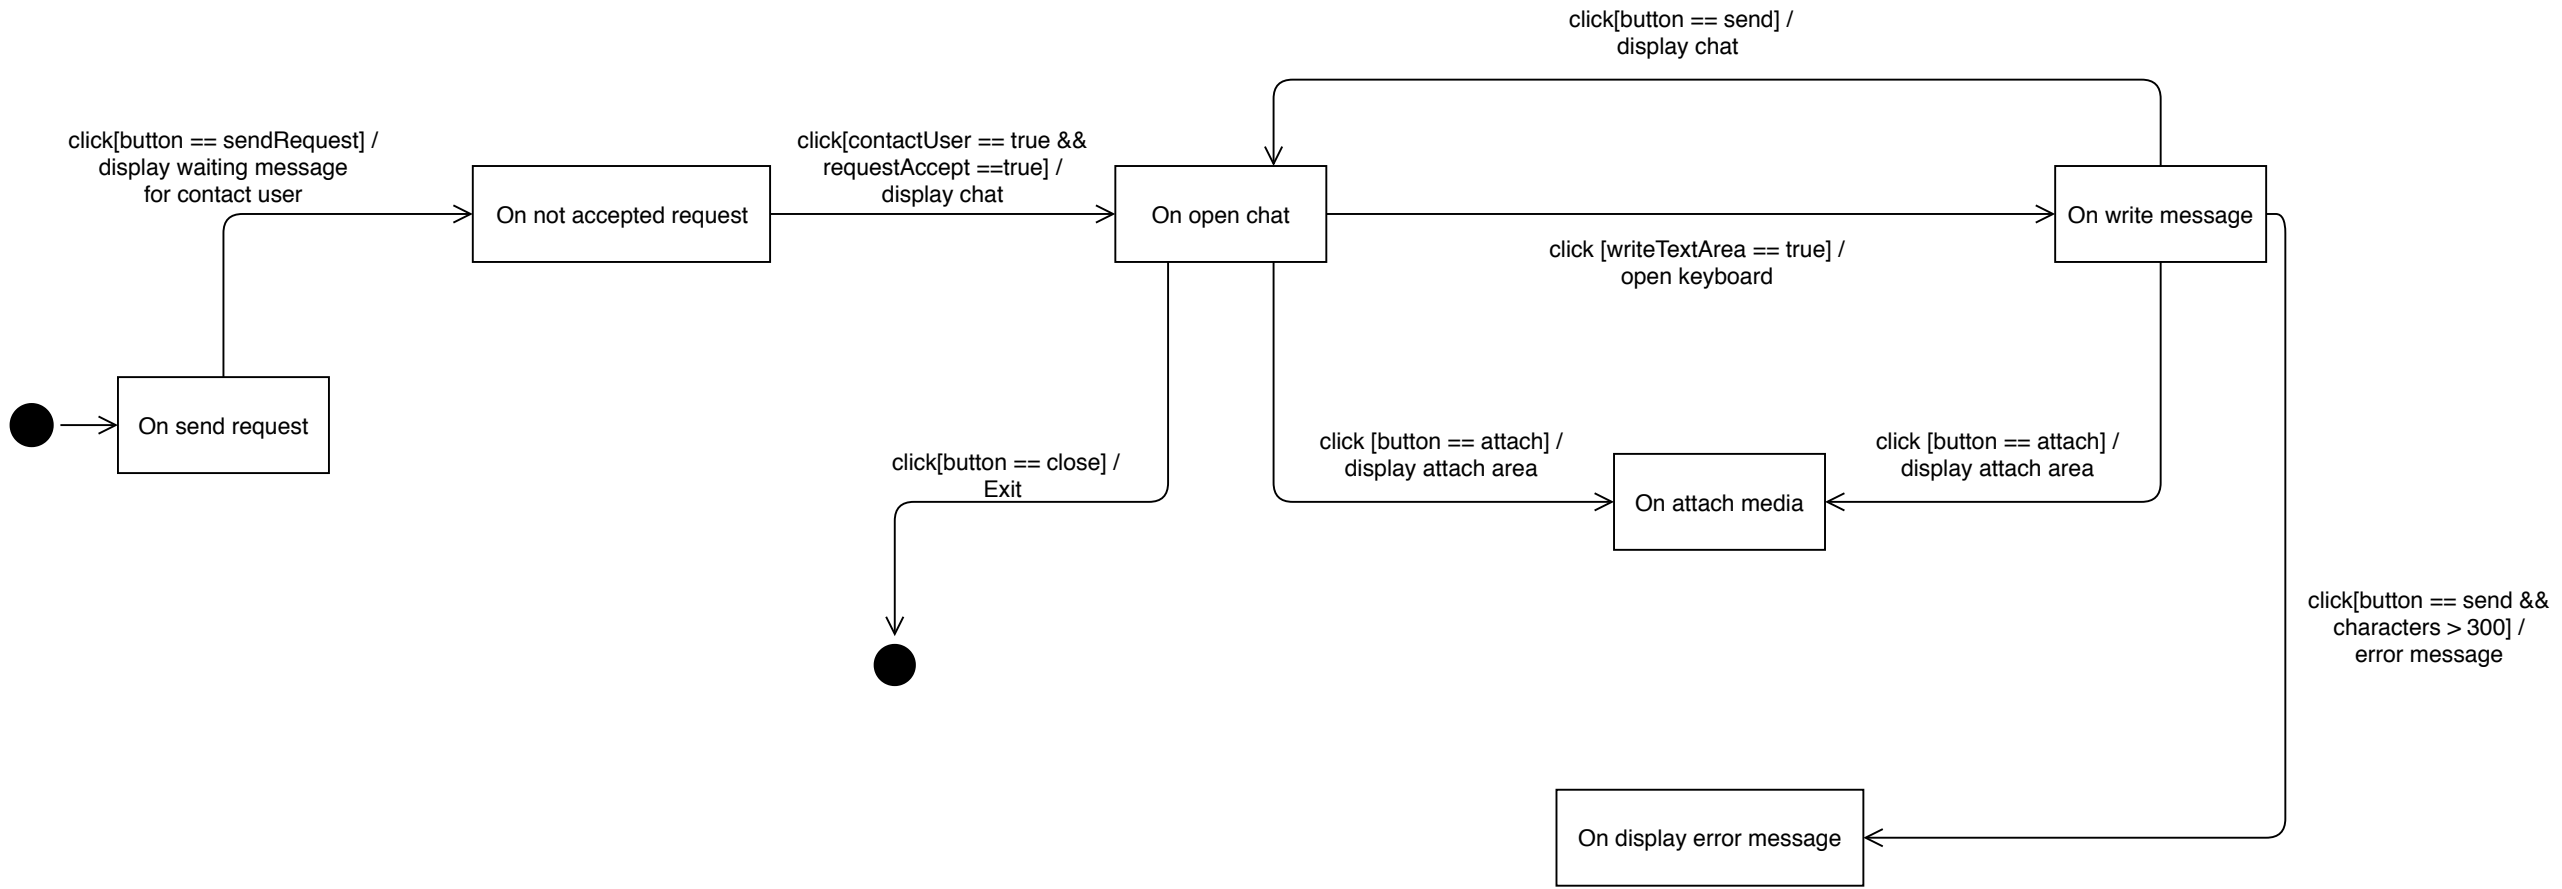 click[button == send] /
display chat
click[button == sendRequest] /
display waiting message
for contact user
click[contactUser == true &&
requestAccept ==true] /
display chat
On not accepted request
On open chat
On write message
click [writeTextArea == true] /
open keyboard
On send request
click[button == close] /
Exit
click [button == attach] /
display attach area
click [button == attach] /
display attach area
On attach media
click[button == send &&
characters > 300] /
error message
On display error message